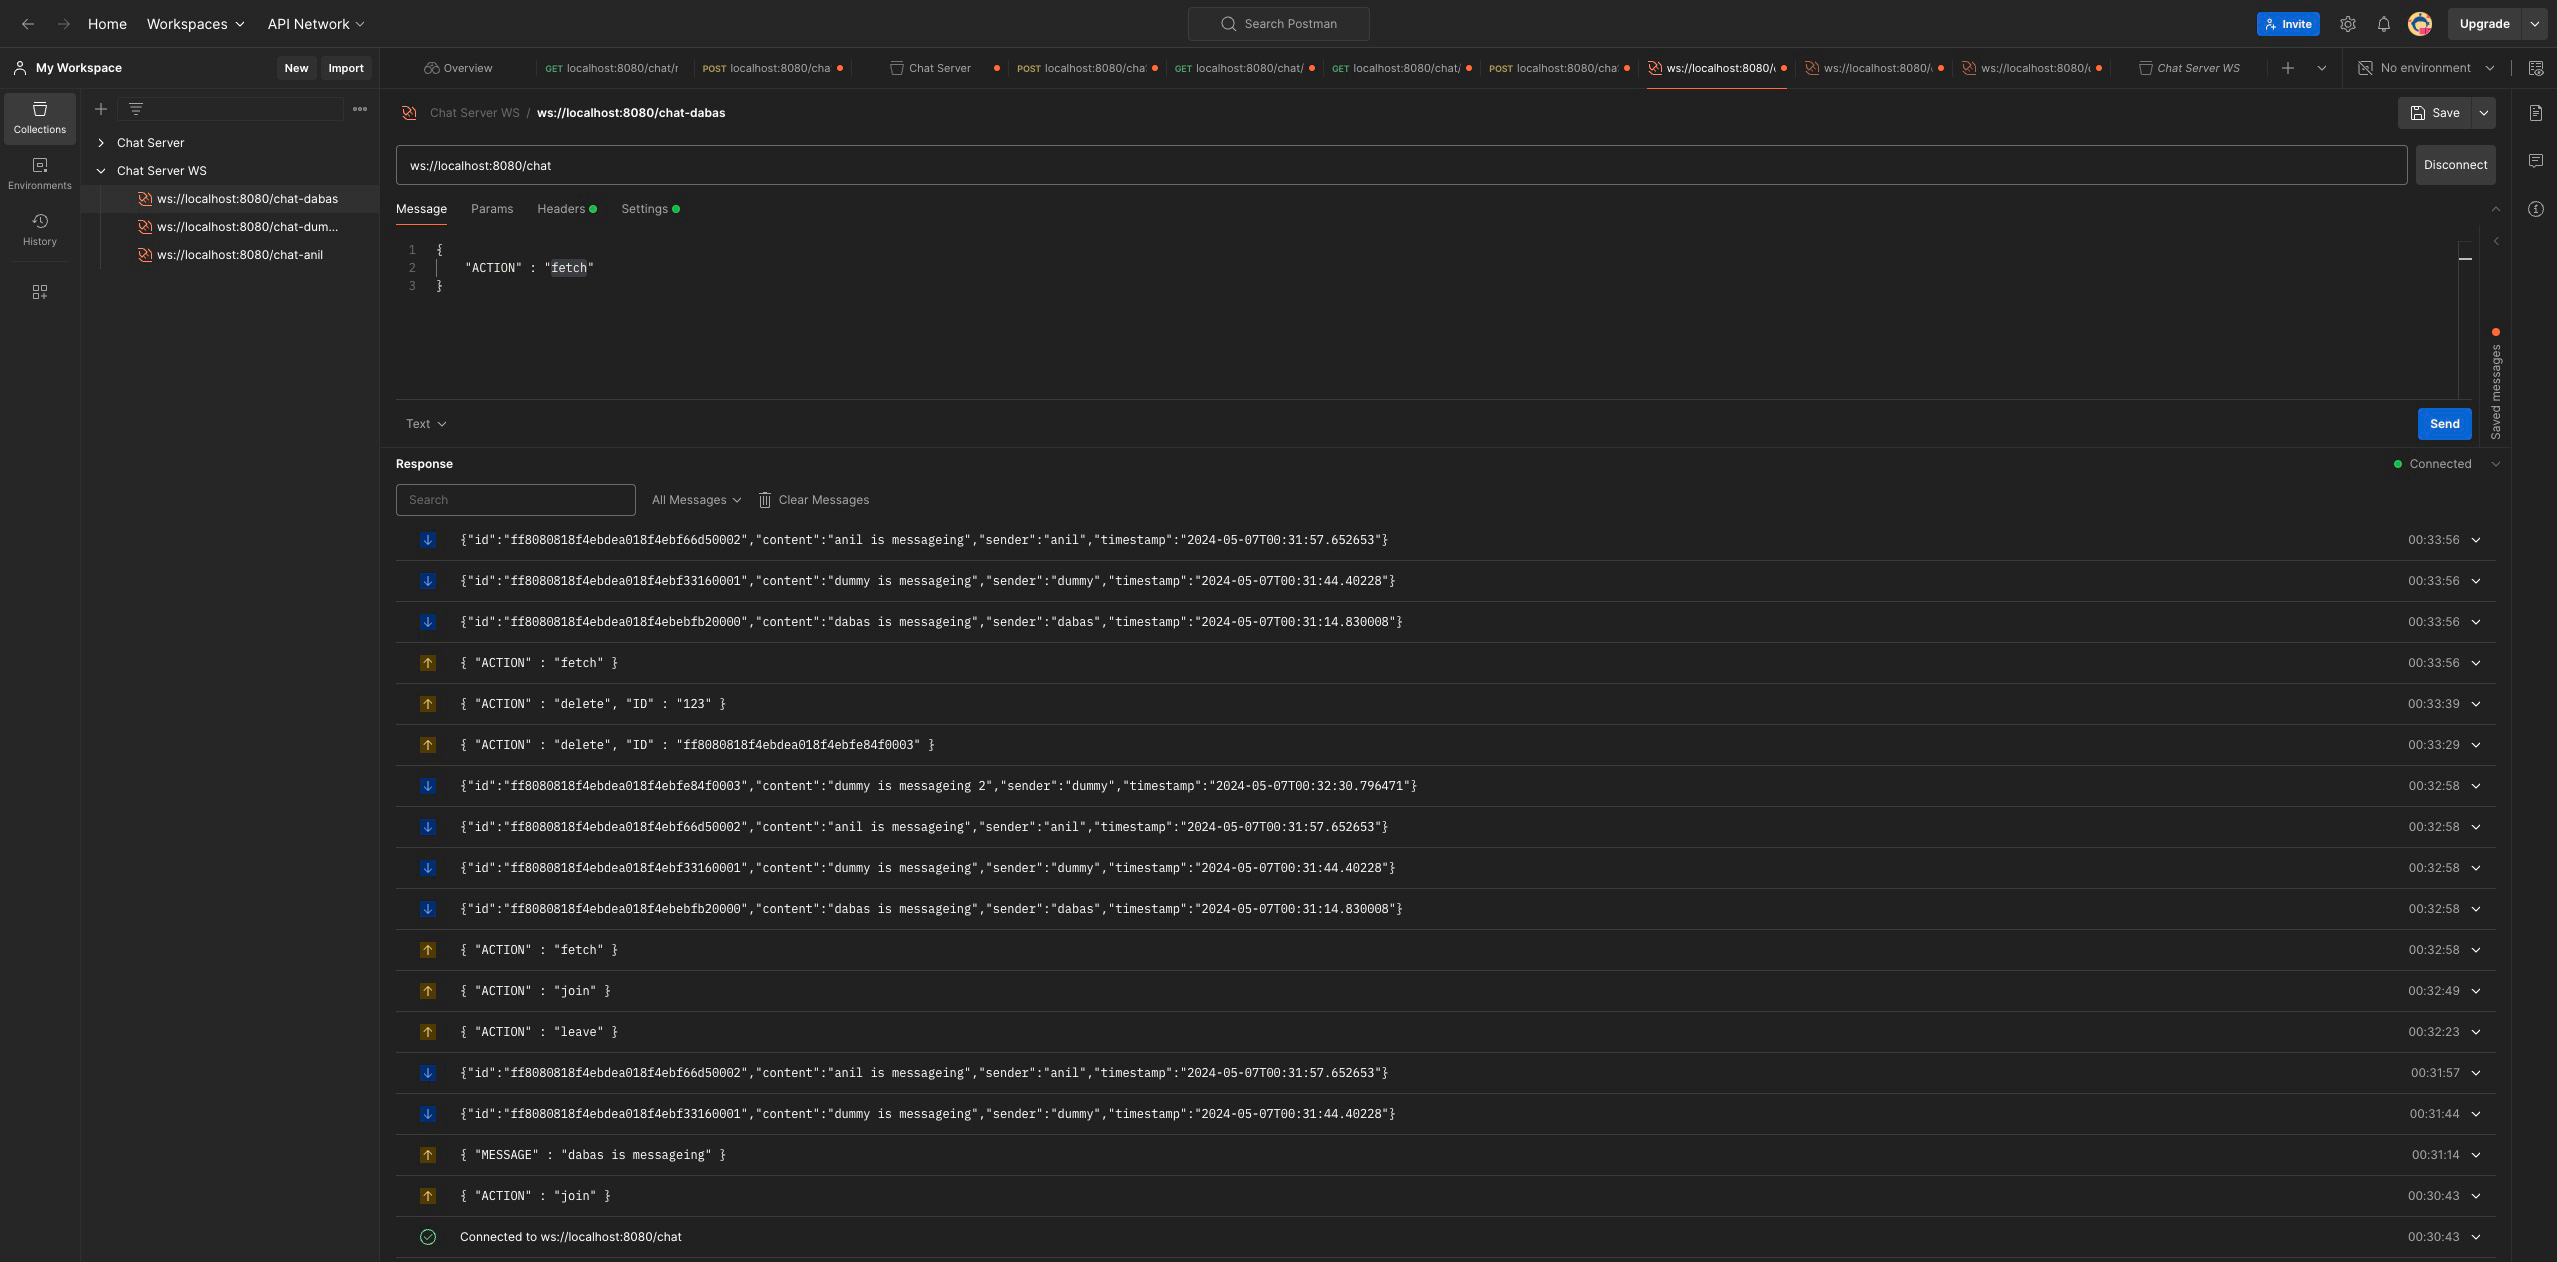 Home Workspaces API Network Search Postman Invite Upgrade
My Workspace New Import
Overview GET localhost:8080/chat/r POST localhost:8080/cha Chat Server POST localhost:8080/cha GET localhost:8080/chat/ GET localhost:8080/chat/ POST localhost:8080/cha ws://localhost:8080/ ws://localhost:8080/ ws://localhost:8080/ Chat Server WS No environment
Collections
Environments
History
Chat Server
Chat Server WS
ws://localhost:8080/chat-dabas
ws://localhost:8080/chat-dum...
ws://localhost:8080/chat-anil
Chat Server WS / ws://localhost:8080/chat-dabas Save
ws://localhost:8080/chat Disconnect
Message Params Headers Settings
1 {
2 "ACTION" : "fetch"
3 }
Saved messages
Text Send
Response Connected
Search All Messages Clear Messages
{"id":"ff8080818f4ebdea018f4ebf66d50002","content":"anil is messageing","sender":"anil","timestamp":"2024-05-07T00:31:57.652653"} 00:33:56
{"id":"ff8080818f4ebdea018f4ebf33160001","content":"dummy is messageing","sender":"dummy","timestamp":"2024-05-07T00:31:44.40228"} 00:33:56
{"id":"ff8080818f4ebdea018f4ebebfb20000","content":"dabas is messageing","sender":"dabas","timestamp":"2024-05-07T00:31:14.830008"} 00:33:56
{ "ACTION" : "fetch" } 00:33:56
{ "ACTION" : "delete", "ID" : "123" } 00:33:39
{ "ACTION" : "delete", "ID" : "ff8080818f4ebdea018f4ebfe84f0003" } 00:33:29
{"id":"ff8080818f4ebdea018f4ebfe84f0003","content":"dummy is messageing 2","sender":"dummy","timestamp":"2024-05-07T00:32:30.796471"} 00:32:58
{"id":"ff8080818f4ebdea018f4ebf66d50002","content":"anil is messageing","sender":"anil","timestamp":"2024-05-07T00:31:57.652653"} 00:32:58
{"id":"ff8080818f4ebdea018f4ebf33160001","content":"dummy is messageing","sender":"dummy","timestamp":"2024-05-07T00:31:44.40228"} 00:32:58
{"id":"ff8080818f4ebdea018f4ebebfb20000","content":"dabas is messageing","sender":"dabas","timestamp":"2024-05-07T00:31:14.830008"} 00:32:58
{ "ACTION" : "fetch" } 00:32:58
{ "ACTION" : "join" } 00:32:49
{ "ACTION" : "leave" } 00:32:23
{"id":"ff8080818f4ebdea018f4ebf66d50002","content":"anil is messageing","sender":"anil","timestamp":"2024-05-07T00:31:57.652653"} 00:31:57
{"id":"ff8080818f4ebdea018f4ebf33160001","content":"dummy is messageing","sender":"dummy","timestamp":"2024-05-07T00:31:44.40228"} 00:31:44
{ "MESSAGE" : "dabas is messageing" } 00:31:14
{ "ACTION" : "join" } 00:30:43
Connected to ws://localhost:8080/chat 00:30:43